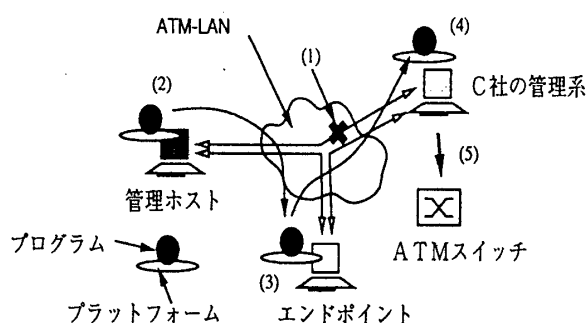 ATM-LAN
(1)
(4)
(2)
C社の管理系
(5)
管理ホスト
ATMスイッチ
プログラム
(3)
プラットフォーム
エンドポイント